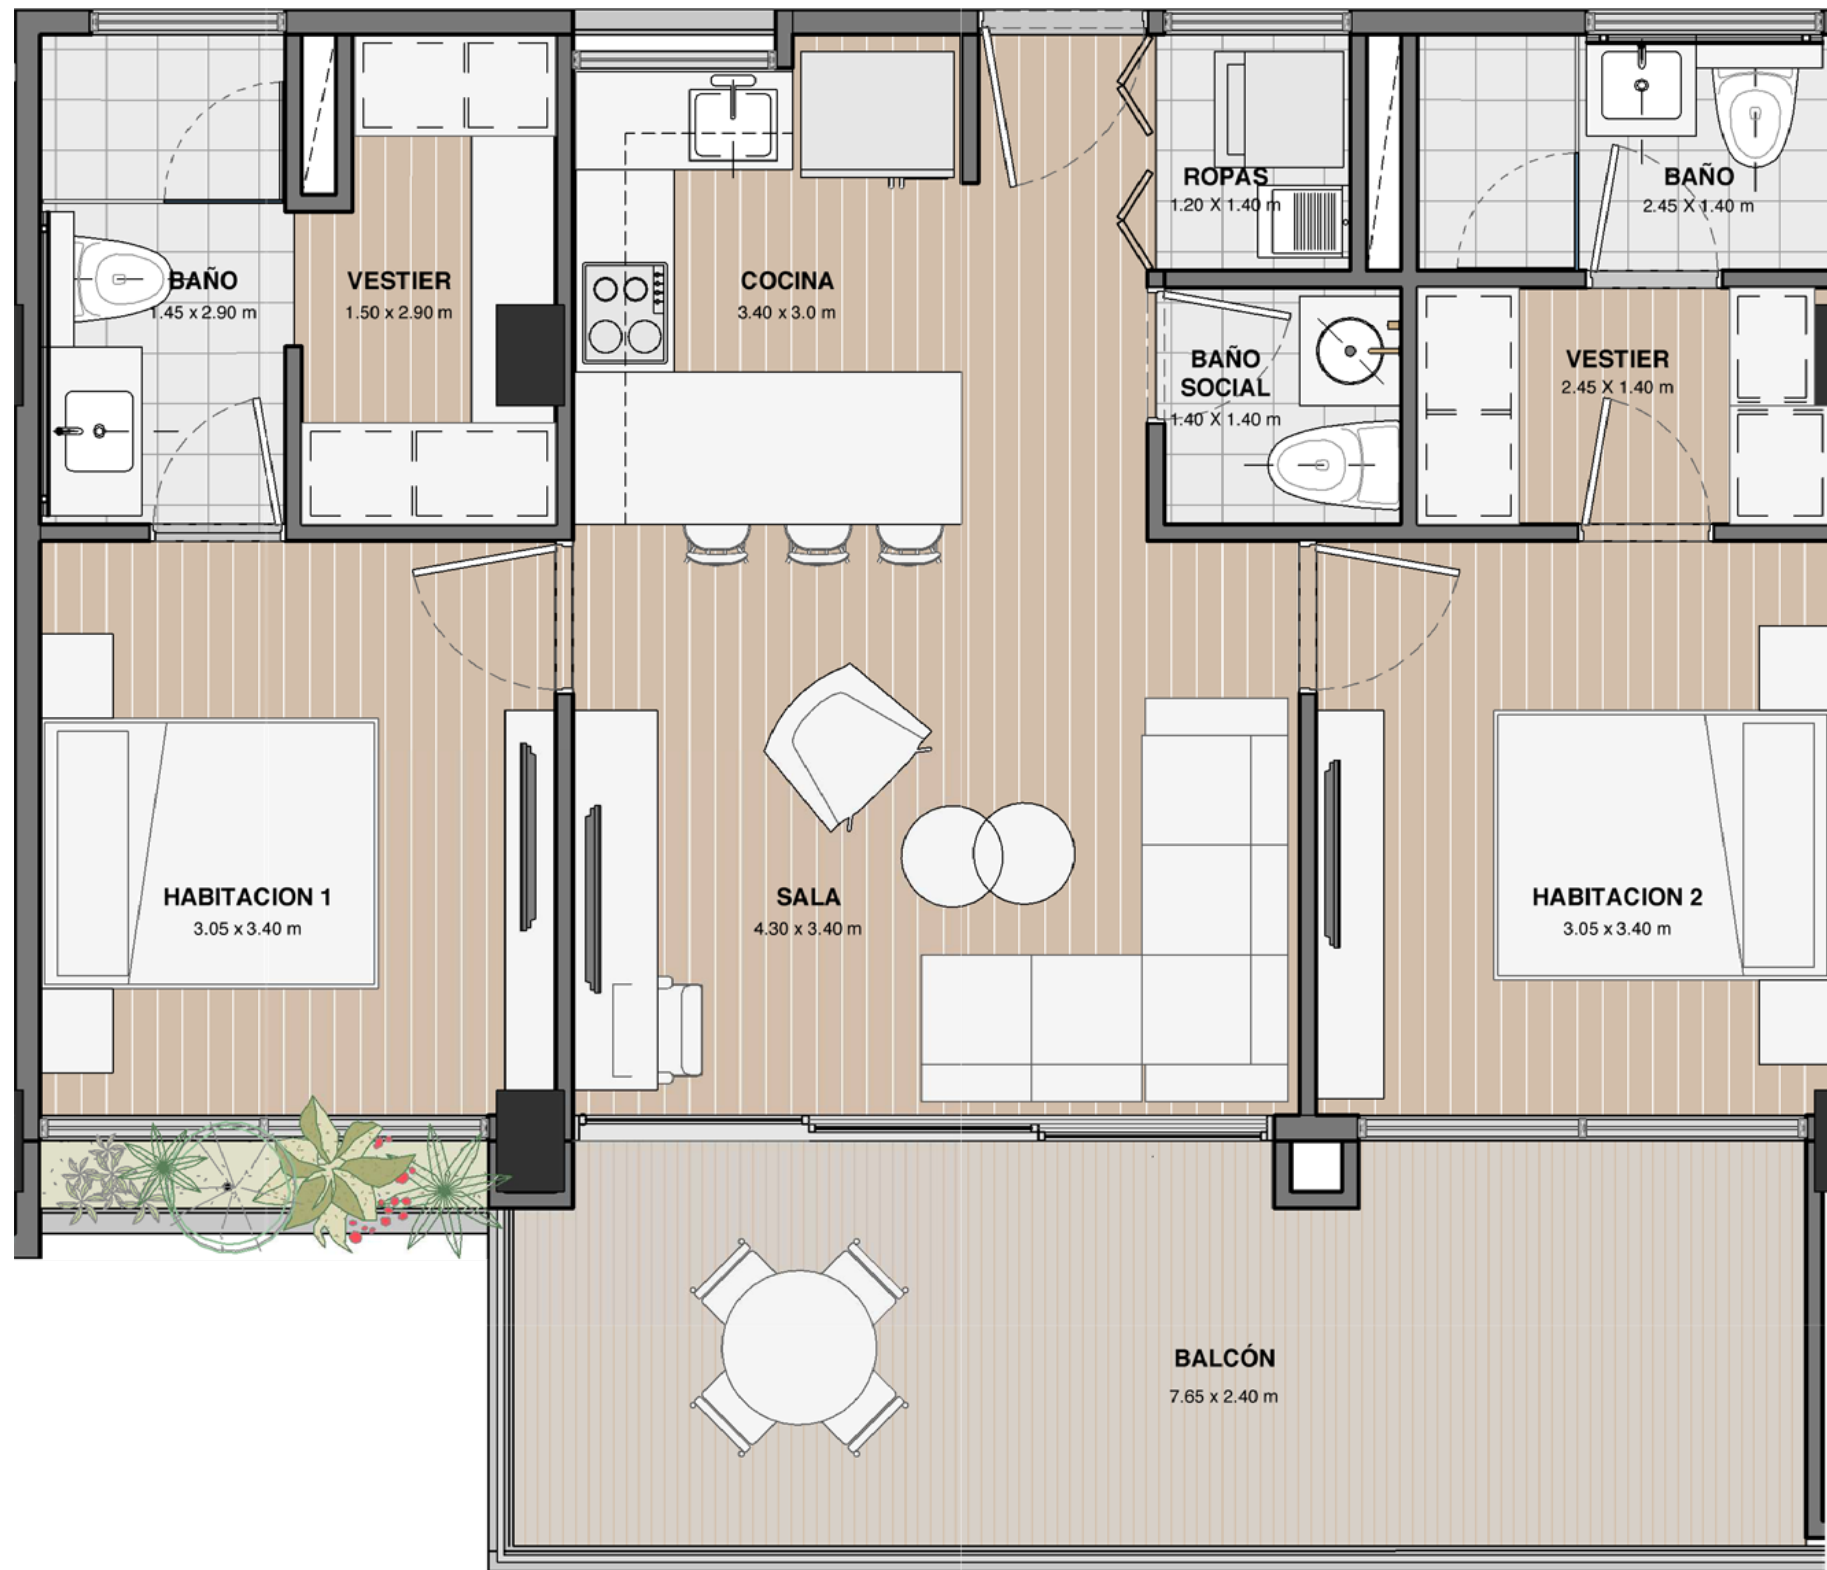 ROPAS
1.20 X 1.40 m
BAÑO
2.45 X 1.40 m
BAÑO
1.45 x 2.90 m
VESTIER
1.50 x 2.90 m
COCINA
3.40 x 3.0 m
BAÑO
SOCIAL
1.40 X 1.40 m
VESTIER
2.45 X 1.40 m
HABITACION 1
3.05 x 3.40 m
SALA
4.30 x 3.40 m
HABITACION 2
3.05 x 3.40 m
BALCÓN
7.65 x 2.40 m